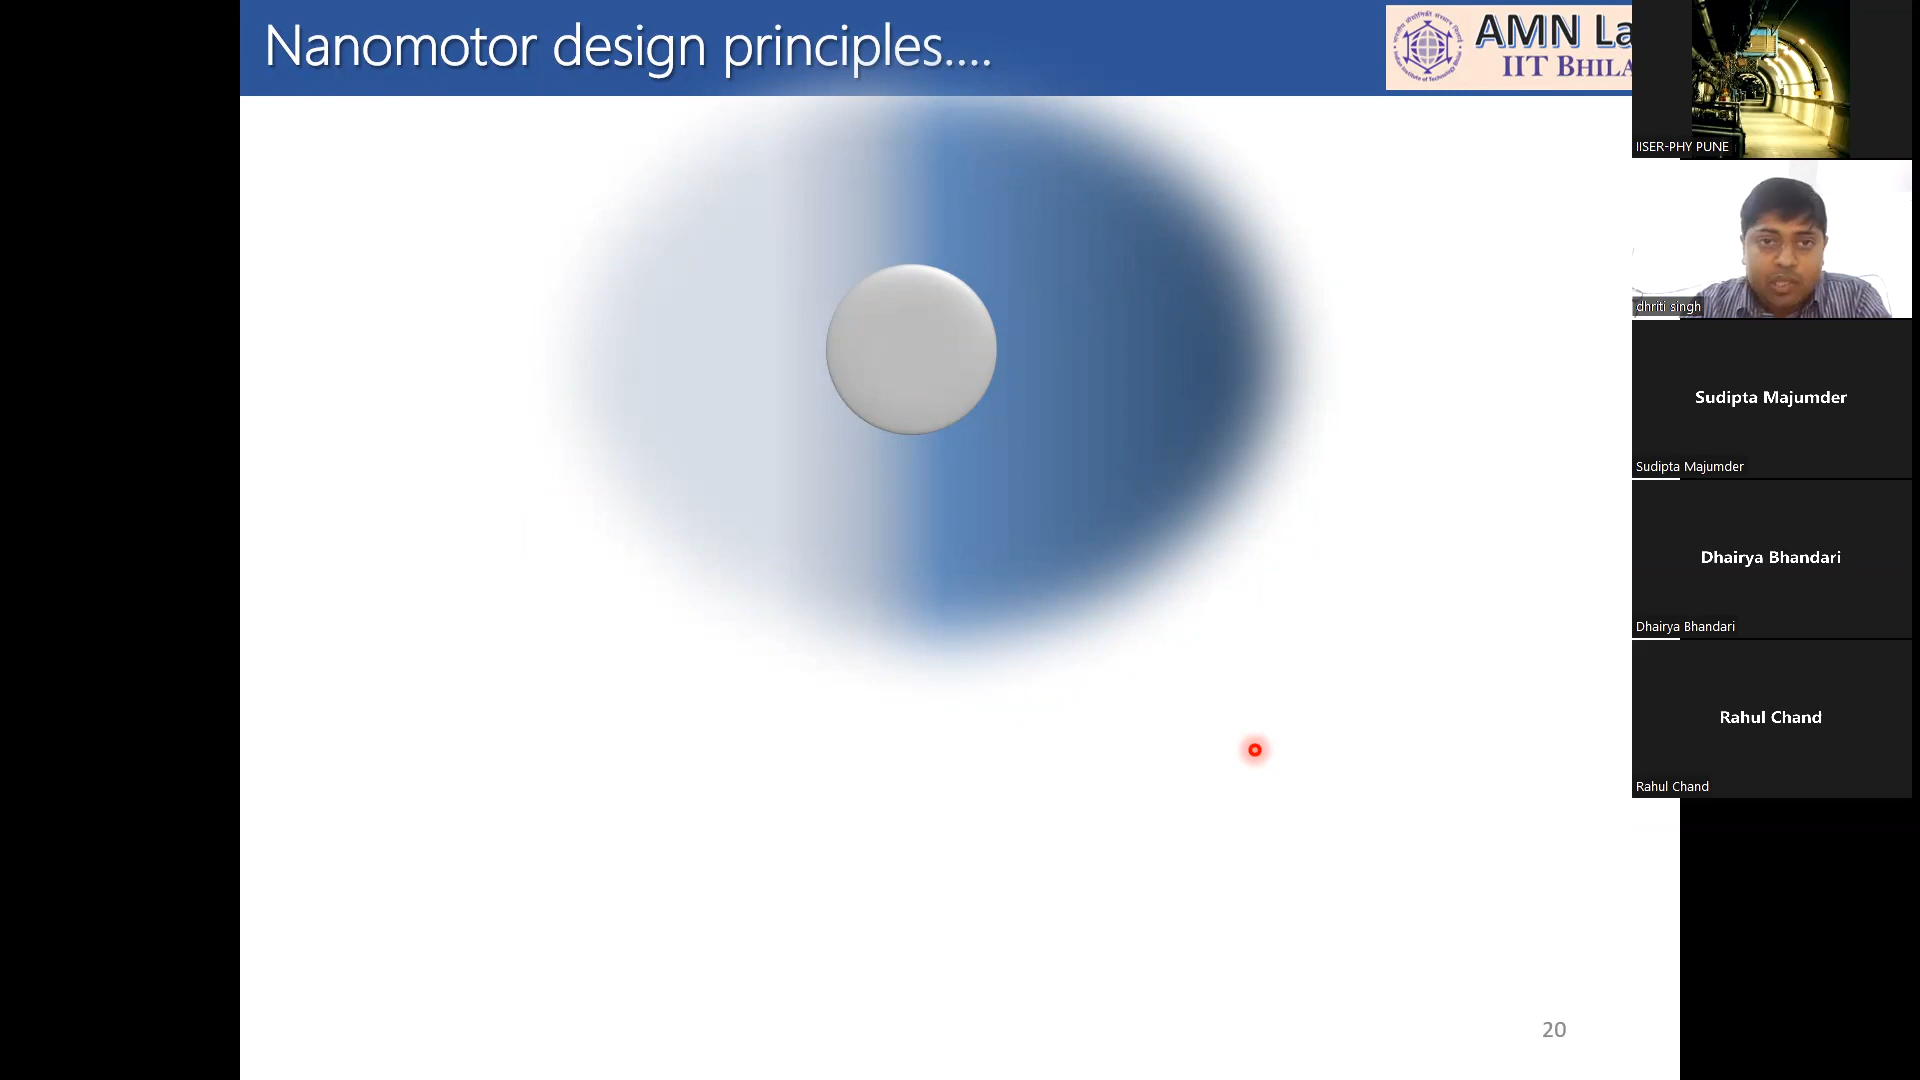 Nanomotor design principles....
AMN La
IIT BHILA
IISER-PHY PUNE
dhriti singh
Sudipta Majumder
Sudipta Majumder
Dhairya Bhandari
Dhairya Bhandari
Rahul Chand
Rahul Chand
20